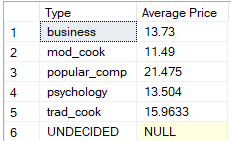 Type Average Price
1 business 13.73
2 mod_cook 11.49
3 popular_comp 21.475
4 psychology 13.504
5 trad_cook 15.9633
6 UNDECIDED NULL